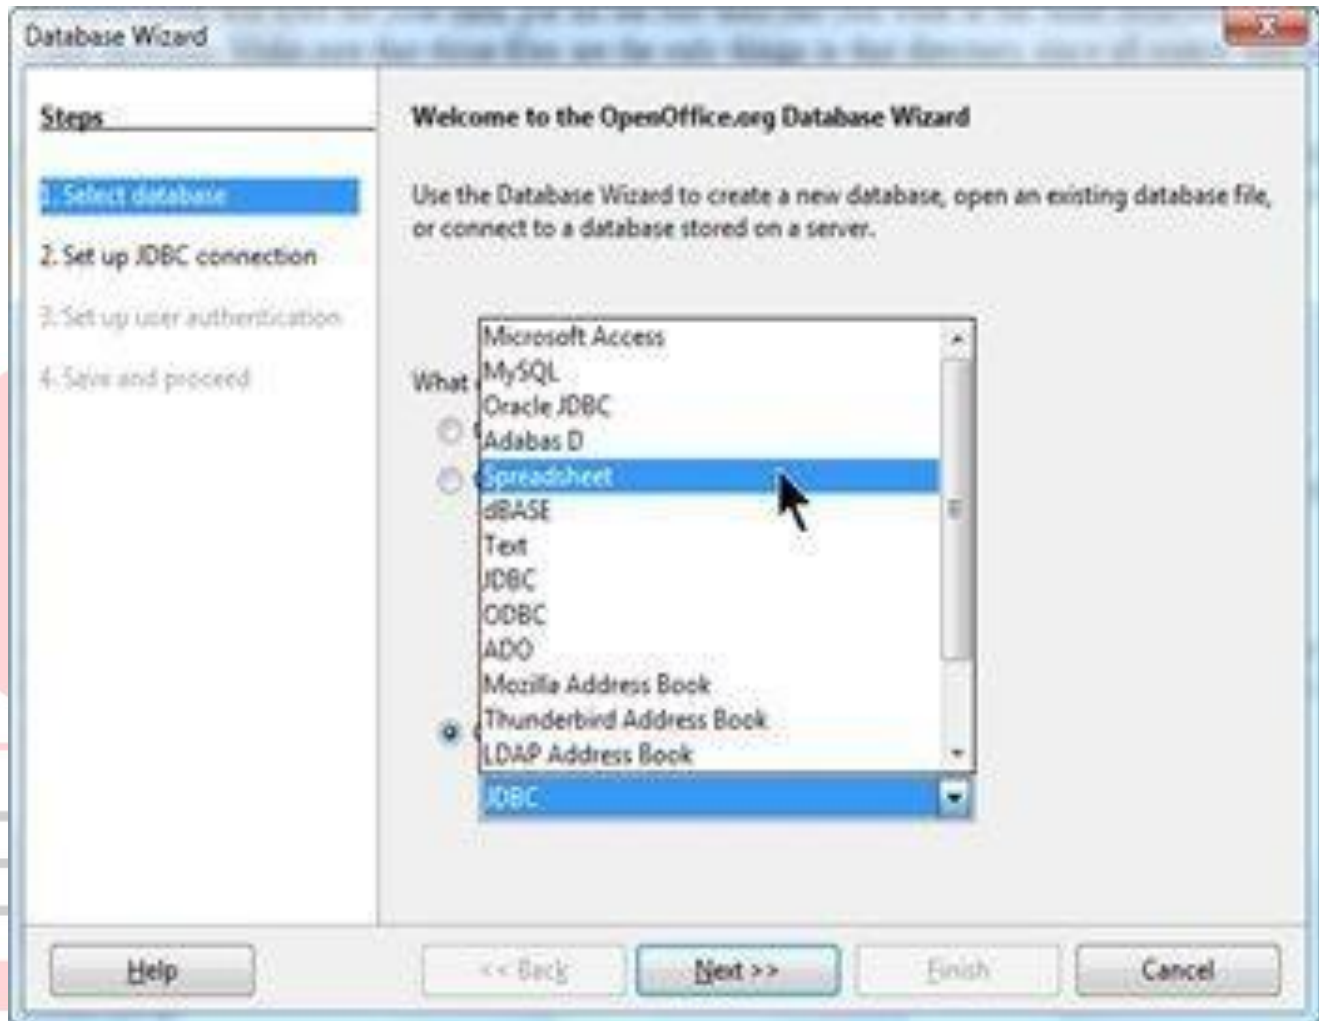 Database Wizard
Steps
1. Select database
2. Set up JDBC connection
3. Set up user authentication
4. Save and proceed
Welcome to the OpenOffice.org Database Wizard
Use the Database Wizard to create a new database, open an existing database file,
or connect to a database stored on a server.
What
Microsoft Access
MySQL
Oracle JDBC
Adabas D
Spreadsheet
dBASE
Text
JDBC
ODBC
ADO
Mozilla Address Book
Thunderbird Address Book
LDAP Address Book
JDBC
Help
<< Back
Next >>
Finish
Cancel